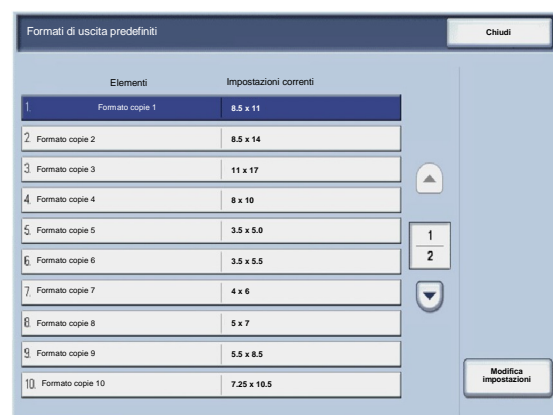 Formati di uscita predefiniti
Chiudi
Elementi Impostazioni correnti
1. Formato copie 1 8.5 x 11
2. Formato copie 2 8.5 x 14
3. Formato copie 3 11 x 17
4. Formato copie 4 8 x 10
5. Formato copie 5 3.5 x 5.0
6. Formato copie 6 3.5 x 5.5
7. Formato copie 7 4 x 6
8. Formato copie 8 5 x 7
9. Formato copie 9 5.5 x 8.5
10. Formato copie 10 7.25 x 10.5
1
2
Modifica
impostazioni